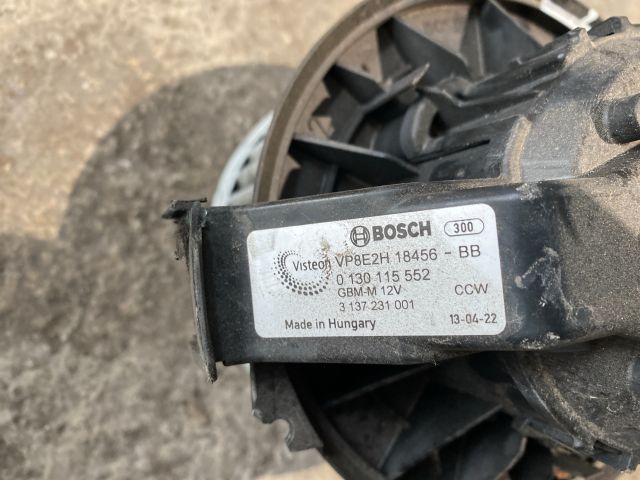 BOSCH 300
Visteon VP8E2H 18456 - BB
0 130 115 552
GBM-M 12V CCW
3 137 231 001
Made in Hungary 13-04-22